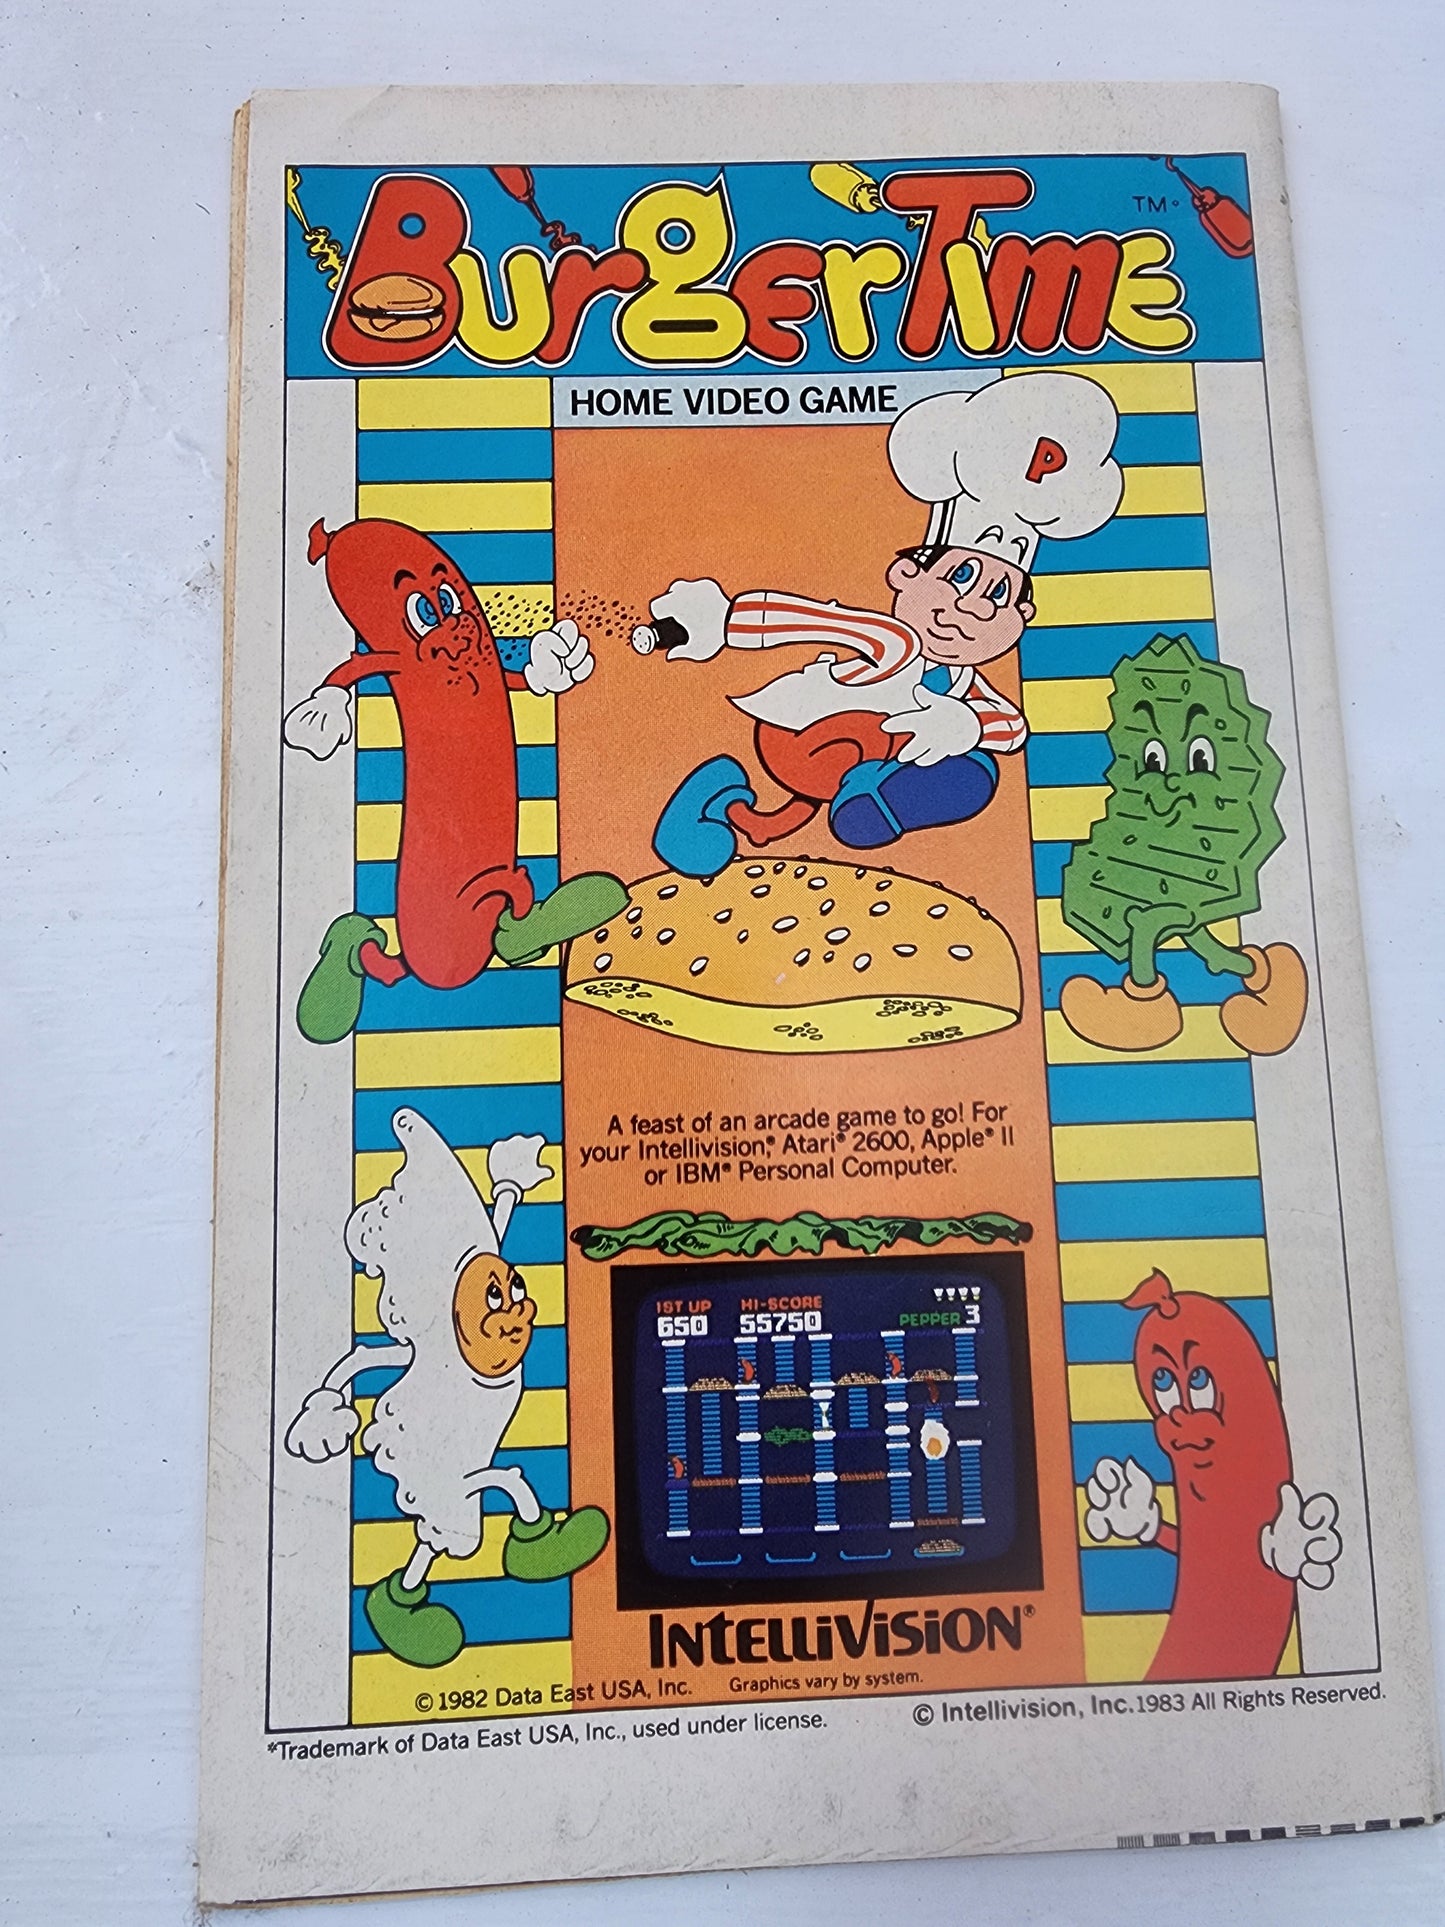 BurgerTime TM*
HOME VIDEO GAME
P
A feast of an arcade game to go! For
your Intellivision,® Atari® 2600, Apple® II
or IBM® Personal Computer.
1ST UP HI-SCORE
650 55750 PEPPER 3
INTELLIVISION®
© 1982 Data East USA, Inc. Graphics vary by system.
*Trademark of Data East USA, Inc., used under license. © Intellivision, Inc. 1983 All Rights Reserved.